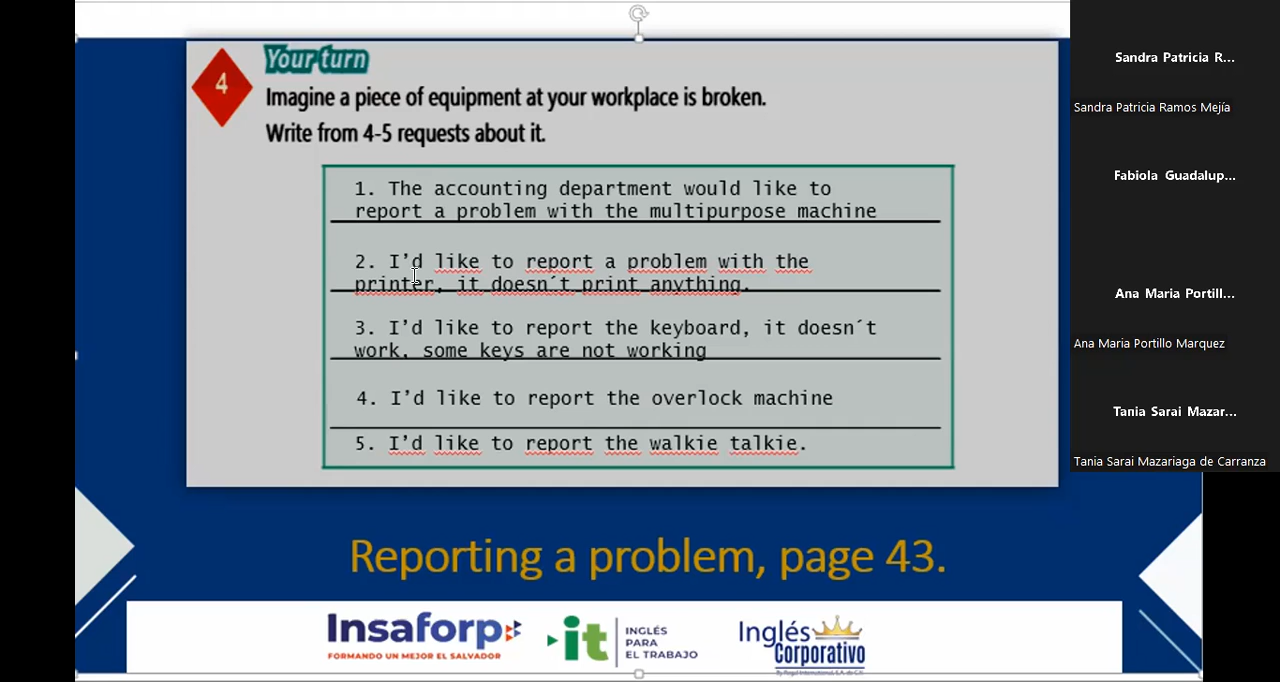 4
Your turn
Imagine a piece of equipment at your workplace is broken.
Write from 4-5 requests about it.
1. The accounting department would like to
report a problem with the multipurpose machine
2. I’d like to report a problem with the
printer, it doesn´t print anything.
3. I’d like to report the keyboard, it doesn´t
work, some keys are not working
4. I’d like to report the overlock machine
5. I’d like to report the walkie talkie.
Reporting a problem, page 43.
Insaforp
FORMANDO UN MEJOR EL SALVADOR
it
INGLÉS
PARA
EL TRABAJO
Inglés
Corporativo
Sandra Patricia R...
Sandra Patricia Ramos Mejía
Fabiola Guadalup...
Ana Maria Portill...
Ana Maria Portillo Marquez
Tania Sarai Mazar...
Tania Sarai Mazariaga de Carranza